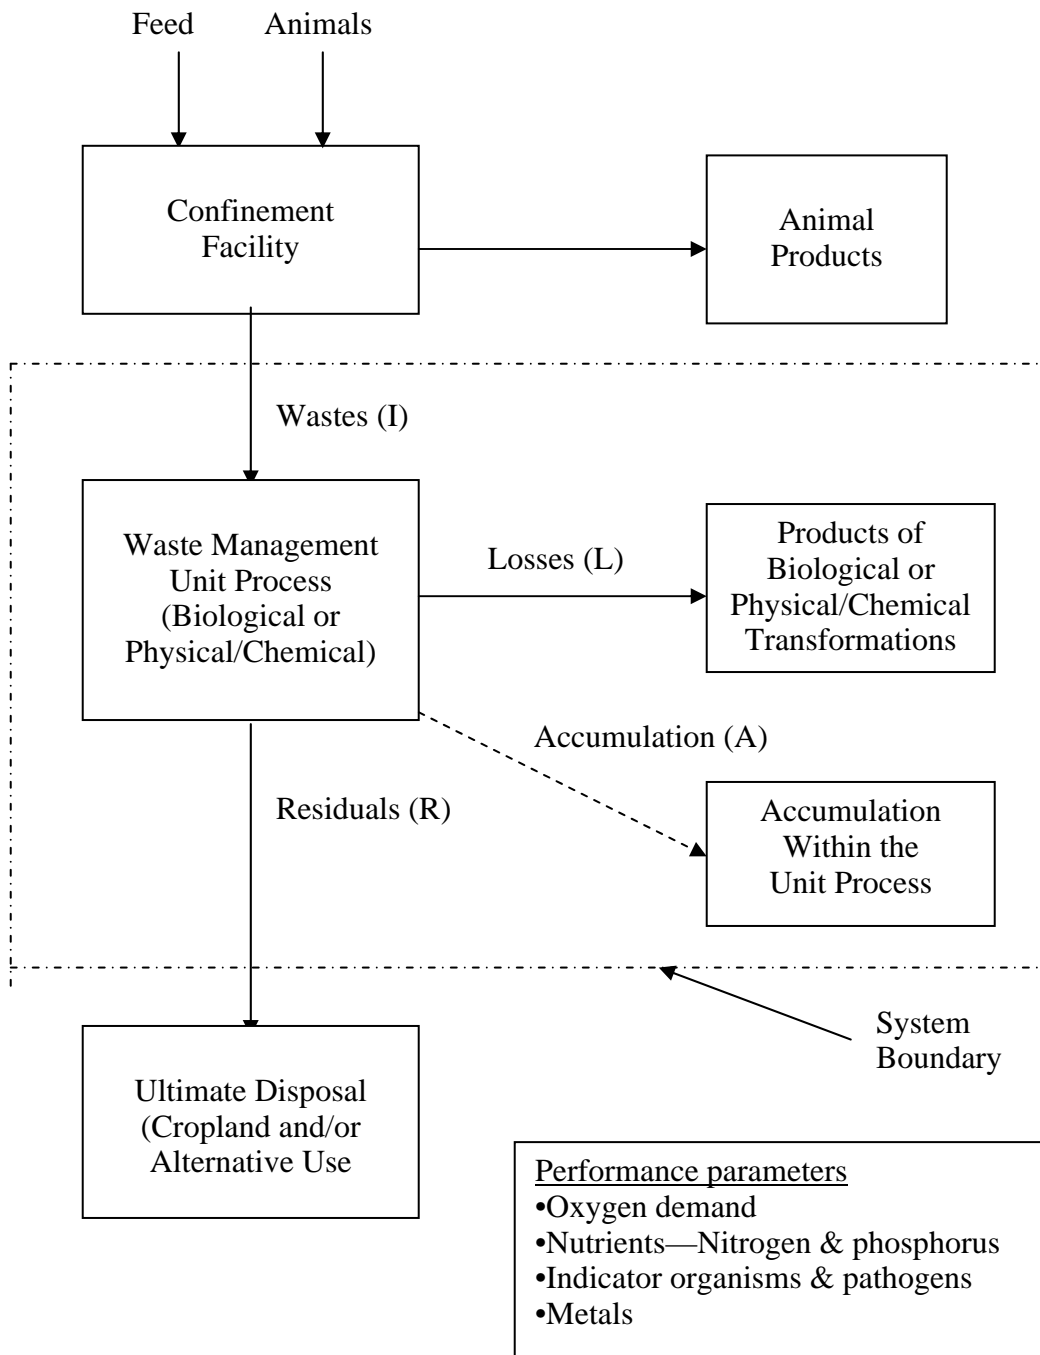 Feed
Animals
Confinement
Facility
Animal
Products
Wastes (I)
Waste Management
Unit Process
(Biological or
Physical/Chemical)
Losses (L)
Products of
Biological or
Physical/Chemical
Transformations
Accumulation (A)
Residuals (R)
Accumulation
Within the
Unit Process
System
Boundary
Ultimate Disposal
(Cropland and/or
Alternative Use
Performance parameters
•Oxygen demand
•Nutrients—Nitrogen & phosphorus
•Indicator organisms & pathogens
•Metals